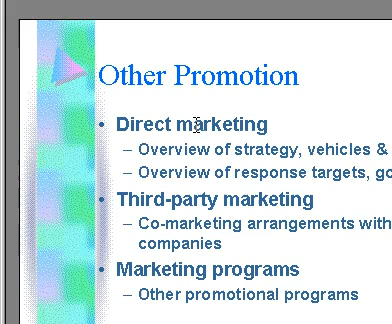 Other Promotion
• Direct marketing
– Overview of strategy, vehicles &
– Overview of response targets,
• Third-party marketing
– Co-marketing arrangements with
companies
• Marketing programs
– Other promotional programs